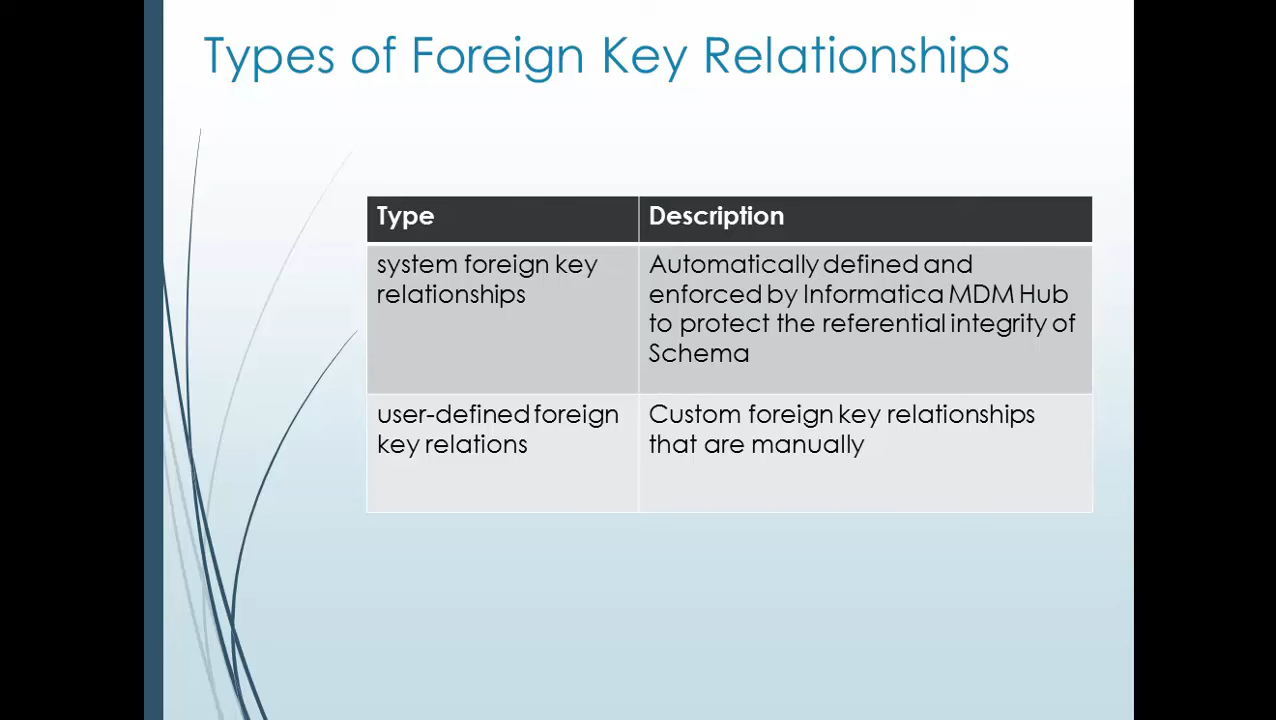 Types of Foreign Key Relationships
Type
Description
system foreign key
relationships
Automatically defined and
enforced by Informatica MDM Hub
to protect the referential integrity of
Schema
user-defined foreign
key relations
Custom foreign key relationships
that are manually